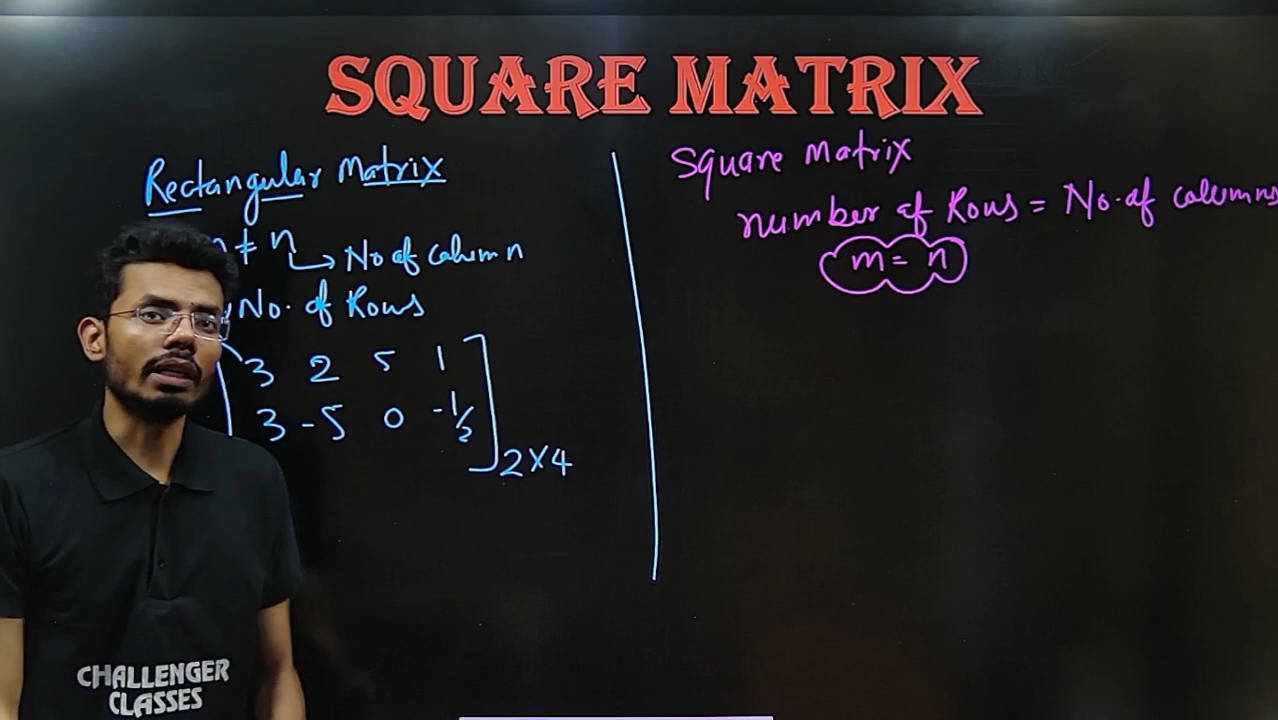 SQUARE MATRIX
Rectangular Matrix
≠ n
→ No of column
No. of Rows
3 2 5 1
3 -5 0 -1/2
2×4
Square Matrix
number of Rows = No. of columns
m = n
CHALLENGER
CLASSES